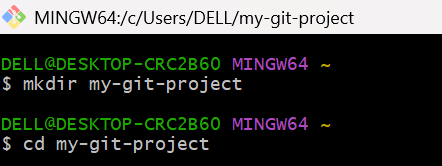 MINGW64:/c/Users/DELL/my-git-project
DELL@DESKTOP-CRC2B60 MINGW64 ~
$ mkdir my-git-project
DELL@DESKTOP-CRC2B60 MINGW64 ~
$ cd my-git-project